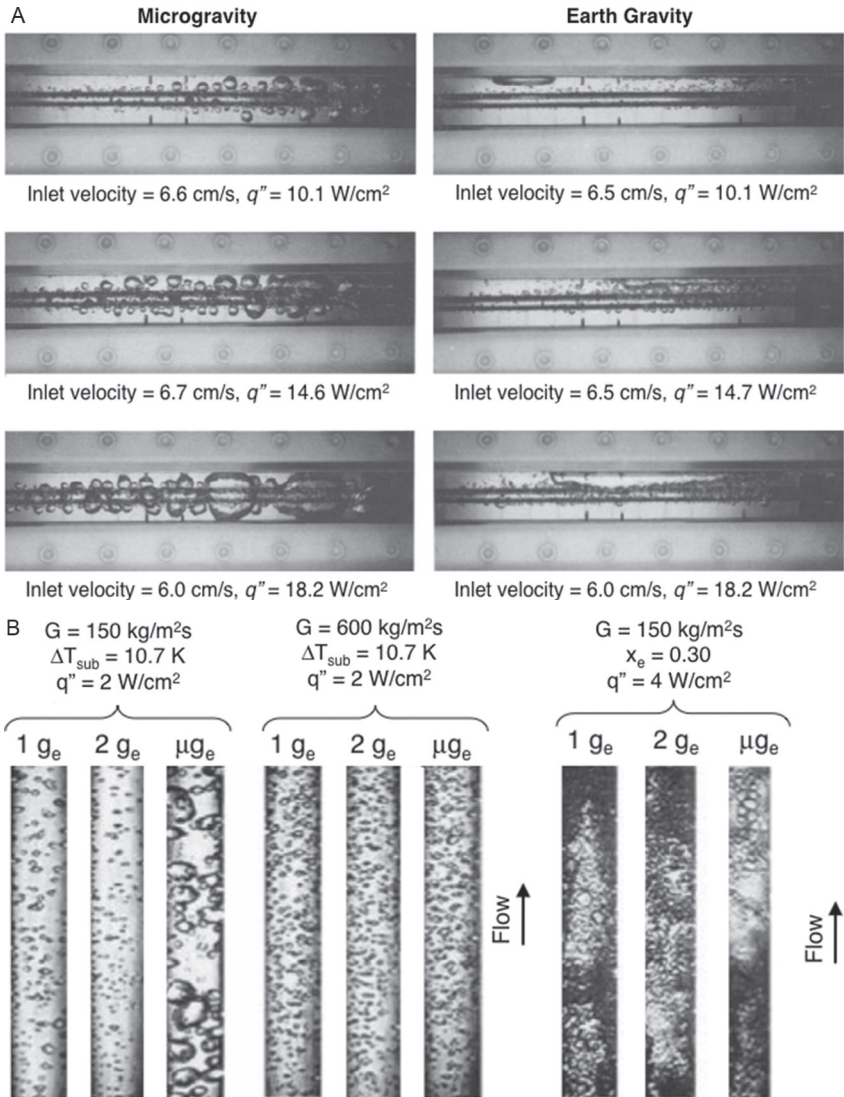 A
Microgravity
Earth Gravity
Inlet velocity = 6.6 cm/s, q" = 10.1 W/cm²
Inlet velocity = 6.5 cm/s, q" = 10.1 W/cm²
Inlet velocity = 6.7 cm/s, q" = 14.6 W/cm²
Inlet velocity = 6.5 cm/s, q" = 14.7 W/cm²
Inlet velocity = 6.0 cm/s, q" = 18.2 W/cm²
Inlet velocity = 6.0 cm/s, q" = 18.2 W/cm²
B
G = 150 kg/m²s
ΔTsub = 10.7 K
q" = 2 W/cm²
G = 600 kg/m²s
ΔTsub = 10.7 K
q" = 2 W/cm²
G = 150 kg/m²s
xe = 0.30
q" = 4 W/cm²
1 ge
2 ge
μge
1 ge
2 ge
μge
1 ge
2 ge
μge
Flow
Flow